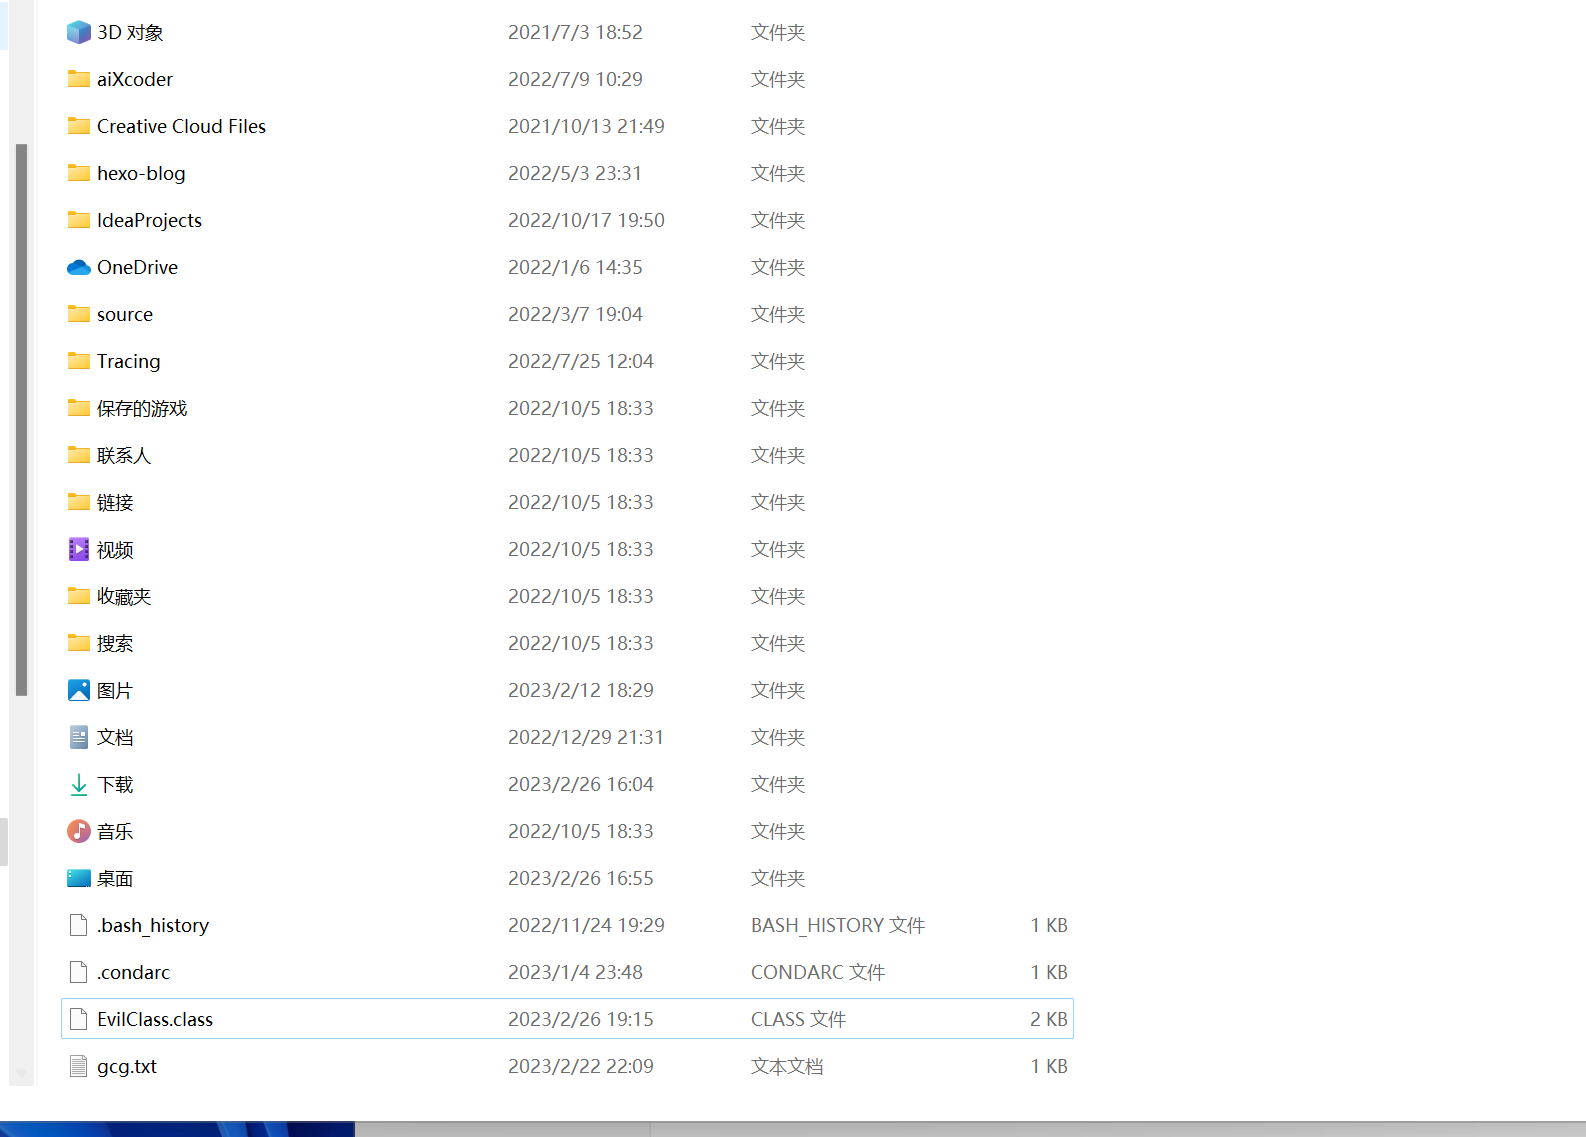 3D 对象 2021/7/3 18:52 文件夹
aiXcoder 2022/7/9 10:29 文件夹
Creative Cloud Files 2021/10/13 21:49 文件夹
hexo-blog 2022/5/3 23:31 文件夹
IdeaProjects 2022/10/17 19:50 文件夹
OneDrive 2022/1/6 14:35 文件夹
source 2022/3/7 19:04 文件夹
Tracing 2022/7/25 12:04 文件夹
保存的游戏 2022/10/5 18:33 文件夹
联系人 2022/10/5 18:33 文件夹
链接 2022/10/5 18:33 文件夹
视频 2022/10/5 18:33 文件夹
收藏夹 2022/10/5 18:33 文件夹
搜索 2022/10/5 18:33 文件夹
图片 2023/2/12 18:29 文件夹
文档 2022/12/29 21:31 文件夹
下载 2023/2/26 16:04 文件夹
音乐 2022/10/5 18:33 文件夹
桌面 2023/2/26 16:55 文件夹
.bash_history 2022/11/24 19:29 BASH_HISTORY 文件 1 KB
.condarc 2023/1/4 23:48 CONDARC 文件 1 KB
EvilClass.class 2023/2/26 19:15 CLASS 文件 2 KB
gcg.txt 2023/2/22 22:09 文本文档 1 KB